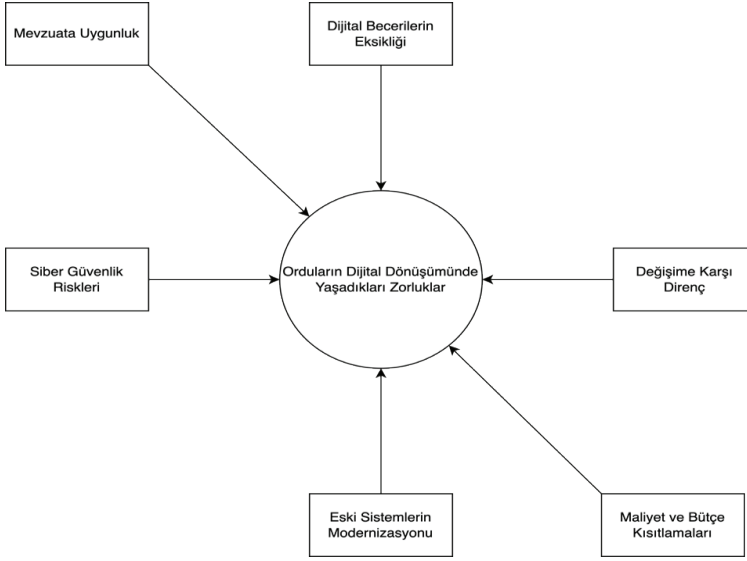 Mevzuata Uygunluk
Dijital Becerilerin
Eksikliği
Siber Güvenlik
Riskleri
Orduların Dijital Dönüşümünde
Yaşadıkları Zorluklar
Değişime Karşı
Direnç
Eski Sistemlerin
Modernizasyonu
Maliyet ve Bütçe
Kısıtlamaları